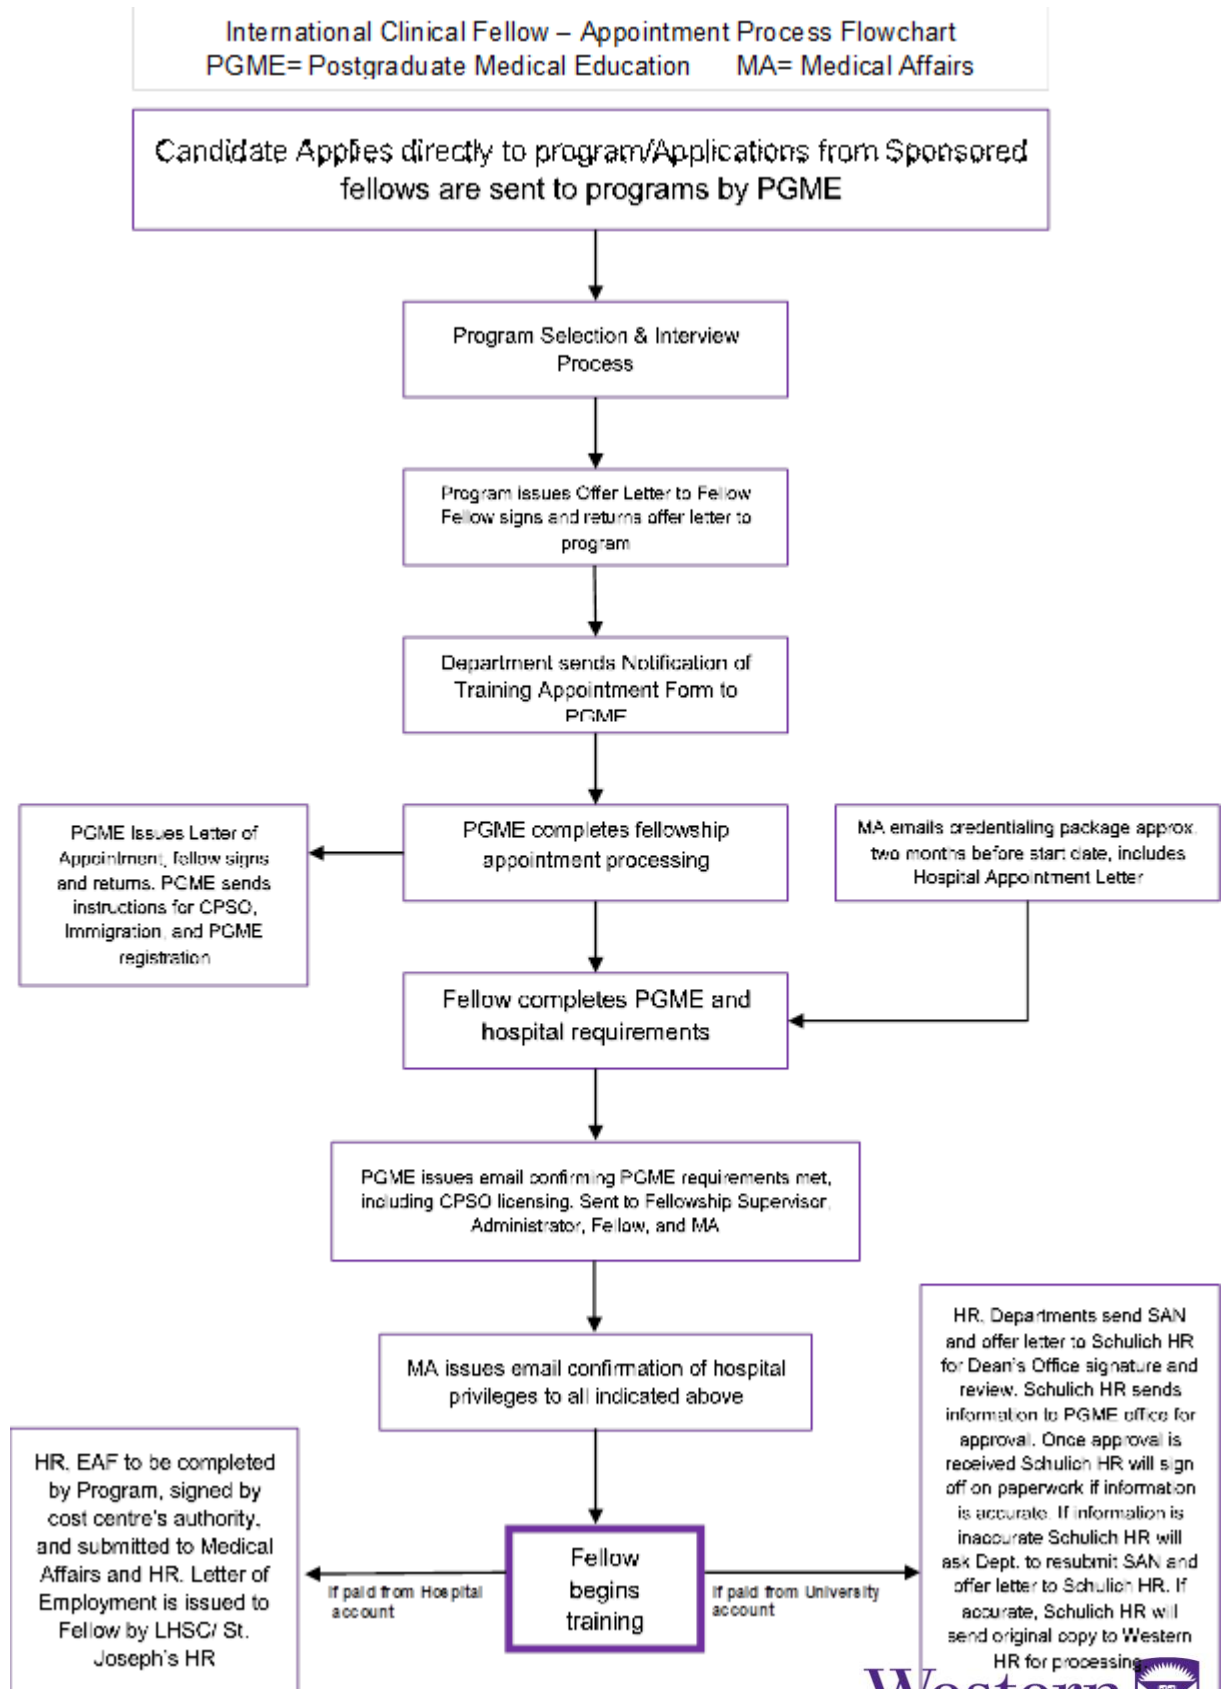 International Clinical Fellow – Appointment Process Flowchart
PGME= Postgraduate Medical Education MA= Medical Affairs
Candidate Applies directly to program/Applications from Sponsored
fellows are sent to programs by PGME
Program Selection & Interview
Process
Program issues Offer Letter to Fellow
Fellow signs and returns offer letter to
program
Department sends Notification of
Training Appointment Form to
PGME
PGME completes fellowship
appointment processing
PGME Issues Letter of
Appointment, fellow signs
and returns. PGME sends
instructions for CPSO,
Immigration, and PGME
registration
MA emails credentialing package approx.
two months before start date, includes
Hospital Appointment Letter
Fellow completes PGME and
hospital requirements
PGME issues email confirming PGME requirements met,
including CPSO licensing. Sent to Fellowship Supervisor,
Administrator, Fellow, and MA
MA issues email confirmation of hospital
privileges to all indicated above
Fellow
begins
training
If paid from Hospital
account
If paid from University
account
HR, EAF to be completed
by Program, signed by
cost centre's authority,
and submitted to Medical
Affairs and HR. Letter of
Employment is issued to
Fellow by LHSC/ St.
Joseph's HR
HR, Departments send SAN
and offer letter to Schulich HR
for Dean's Office signature and
review. Schulich HR sends
information to PGME office for
approval. Once approval is
received Schulich HR will sign
off on paperwork if information
is accurate. If information is
inaccurate Schulich HR will
ask Dept. to resubmit SAN and
offer letter to Schulich HR. If
accurate, Schulich HR will
send original copy to Western
HR for processing.
Western